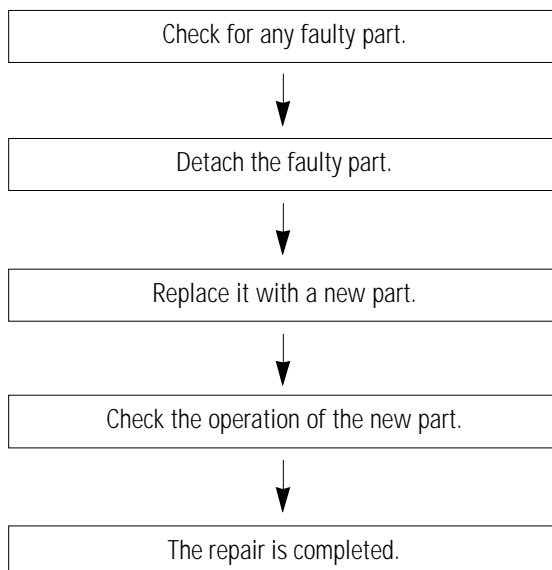 Check for any faulty part.
Detach the faulty part.
Replace it with a new part.
Check the operation of the new part.
The repair is completed.